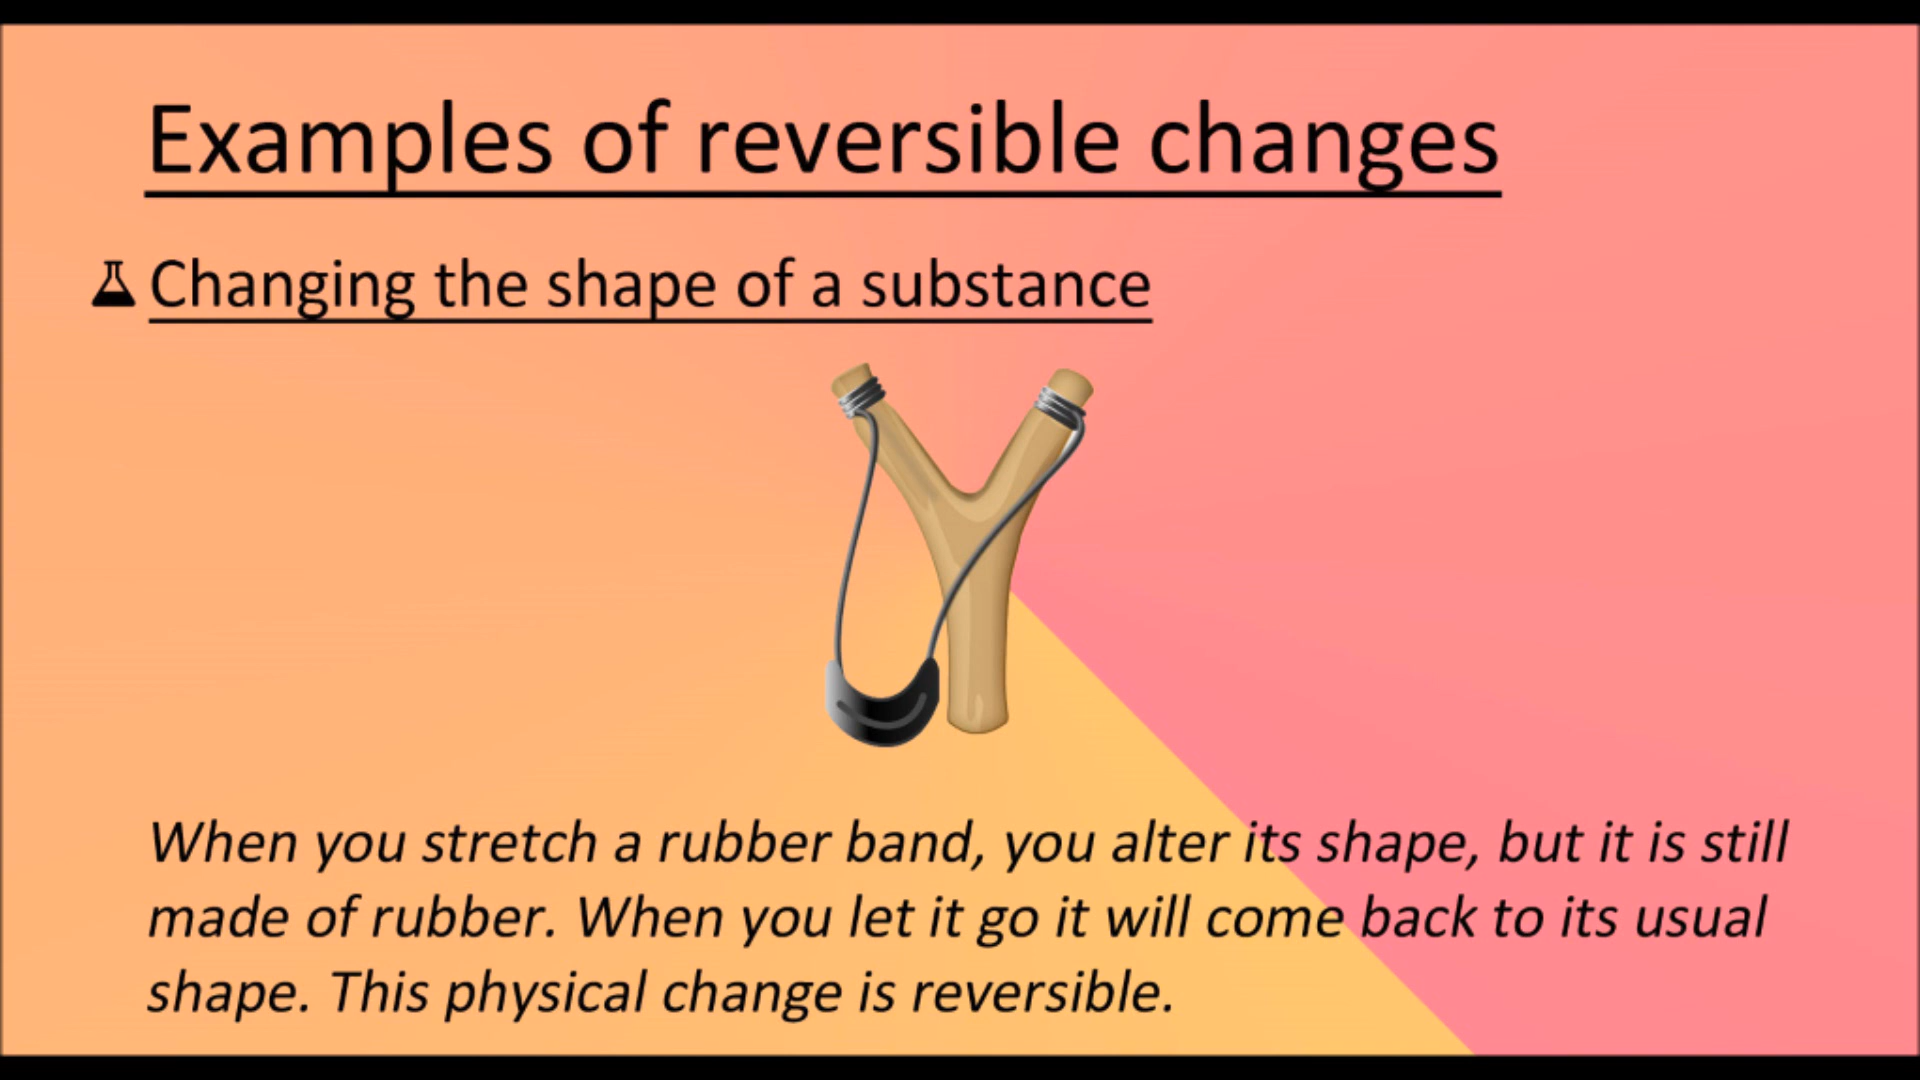 Examples of reversible changes
Changing the shape of a substance
When you stretch a rubber band, you alter its shape, but it is still
made of rubber. When you let it go it will come back to its usual
shape. This physical change is reversible.